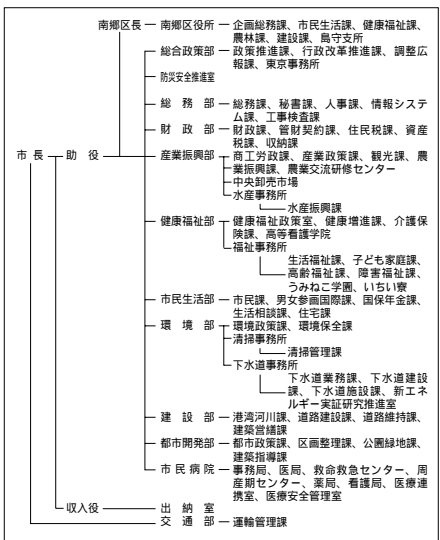 南郷区長 南郷区役所 企画総務課、市民生活課、健康福祉課、
農林課、建設課、島守支所
総合政策部 政策推進課、行政改革推進課、調整広
報課、東京事務所
防災安全推進室
総務部 総務課、秘書課、人事課、情報システ
ム課、工事検査課
財政部 財政課、管財契約課、住民税課、資産
税課、収納課
市長 助役 産業振興部 商工労政課、産業政策課、観光課、農
業振興課、農業交流研修センター
中央卸売市場
水産事務所
水産振興課
健康福祉部 健康福祉政策室、健康増進課、介護保
険課、高等看護学院
福祉事務所
生活福祉課、子ども家庭課、
高齢福祉課、障害福祉課、
うみねこ学園、いちい寮
市民生活部 市民課、男女参画国際課、国保年金課、
生活相談課、住宅課
環境部 環境政策課、環境保全課
清掃事務所
清掃管理課
下水道事務所
下水道業務課、下水道建設
課、下水道施設課、新エネ
ルギー実証研究推進室
建設部 港湾河川課、道路建設課、道路維持課、
建築営繕課
都市開発部 都市政策課、区画整理課、公園緑地課、
建築指導課
市民病院 事務局、医局、救命救急センター、周
産期センター、薬局、看護局、医療連
携室、医療安全管理室
収入役 出納室
交通部 運輸管理課